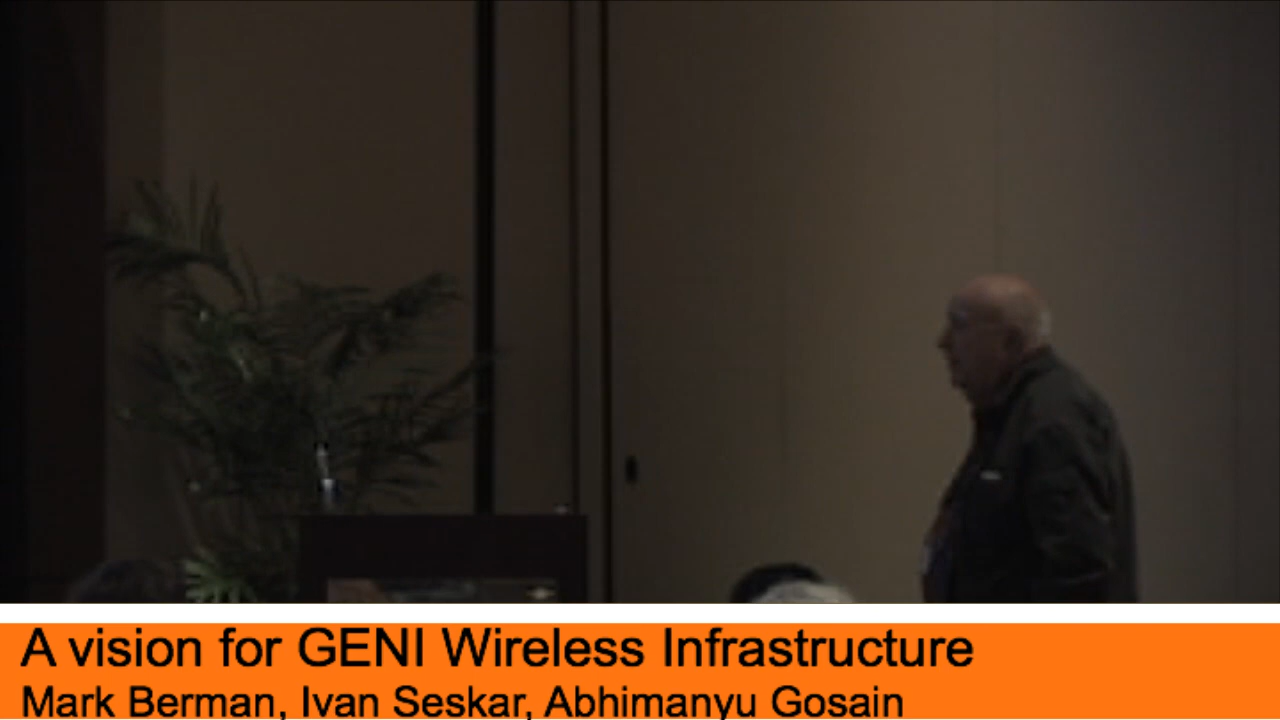 A vision for GENI Wireless Infrastructure
Mark Berman, Ivan Seskar, Abhimanyu Gosain